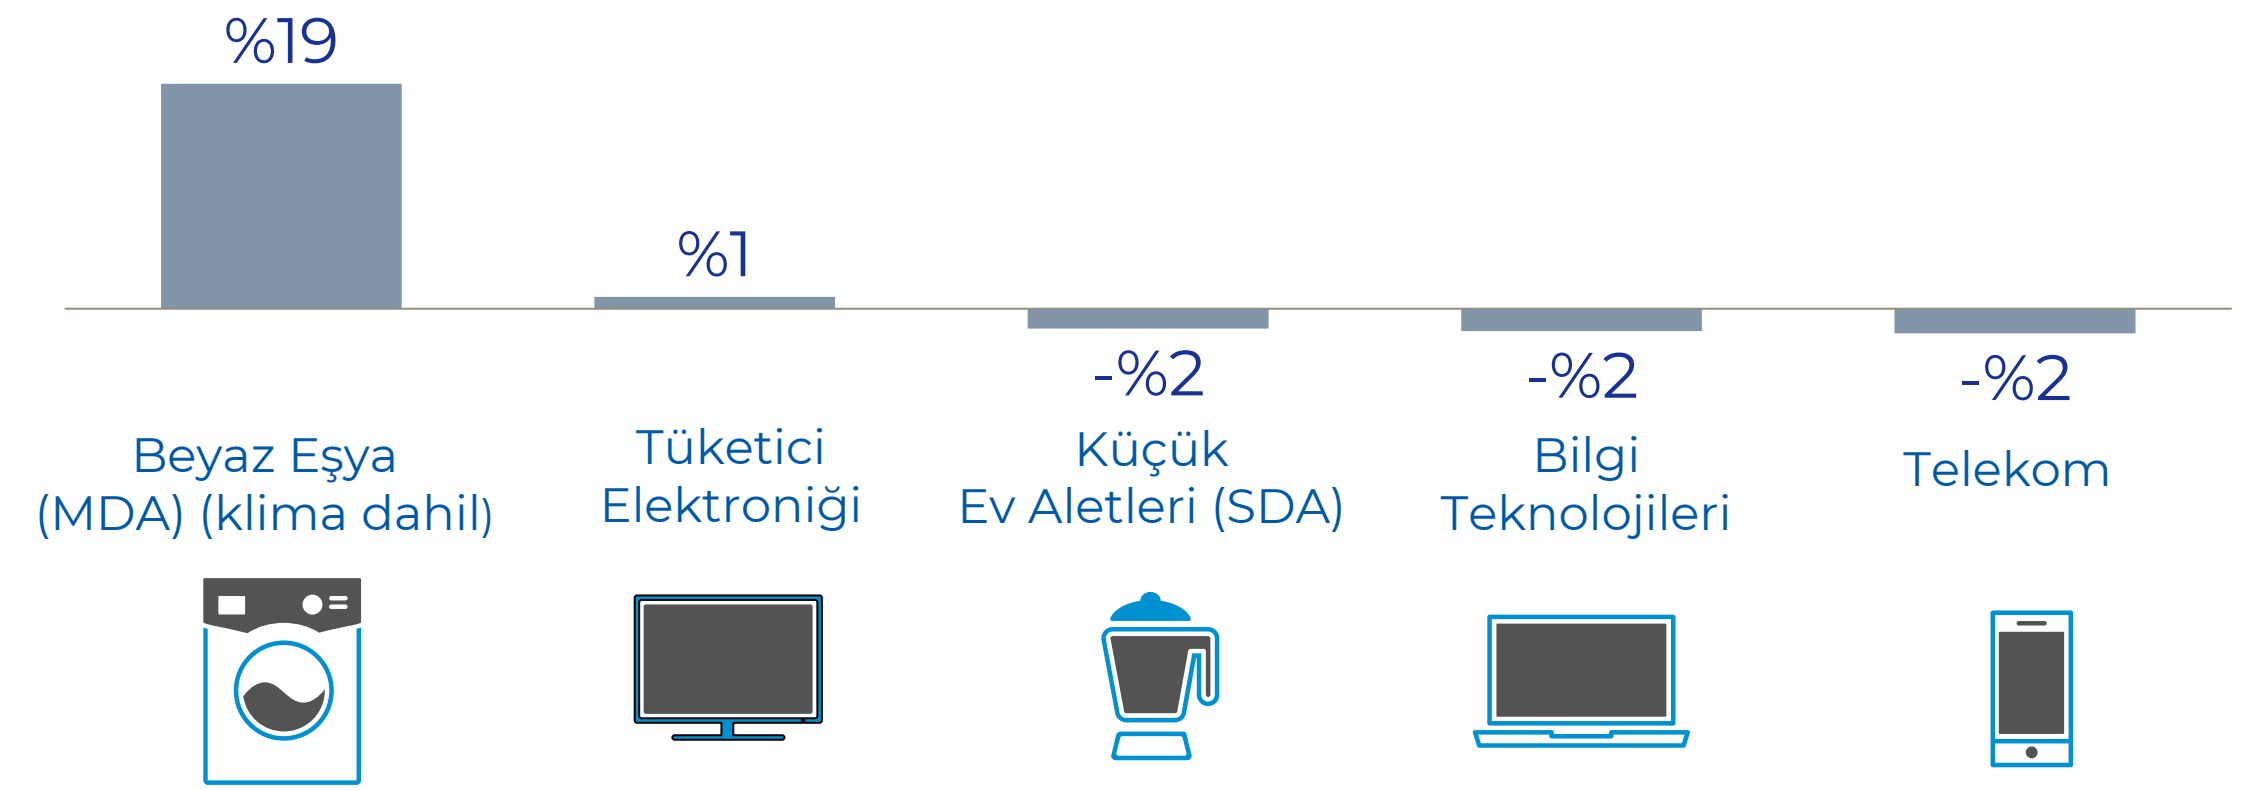 %19
%1
-%2
-%2
-%2
Beyaz Eşya
(MDA) (klima dahil)
Tüketici
Elektroniği
Küçük
Ev Aletleri (SDA)
Bilgi
Teknolojileri
Telekom